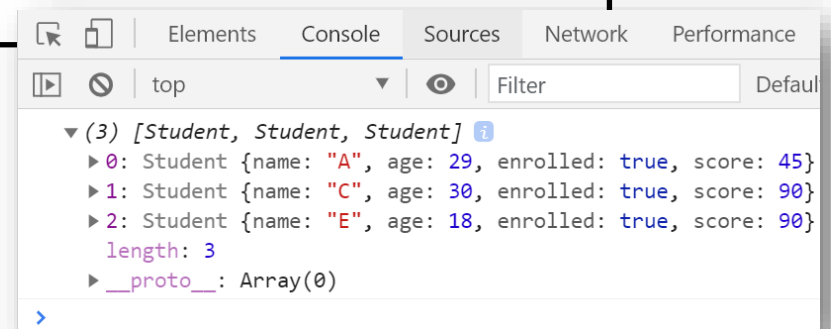 Elements Console Sources Network Performance
top Filter Defaul
▼(3) [Student, Student, Student] i
▶0: Student {name: "A", age: 29, enrolled: true, score: 45}
▶1: Student {name: "C", age: 30, enrolled: true, score: 90}
▶2: Student {name: "E", age: 18, enrolled: true, score: 90}
length: 3
▶__proto__: Array(0)
>